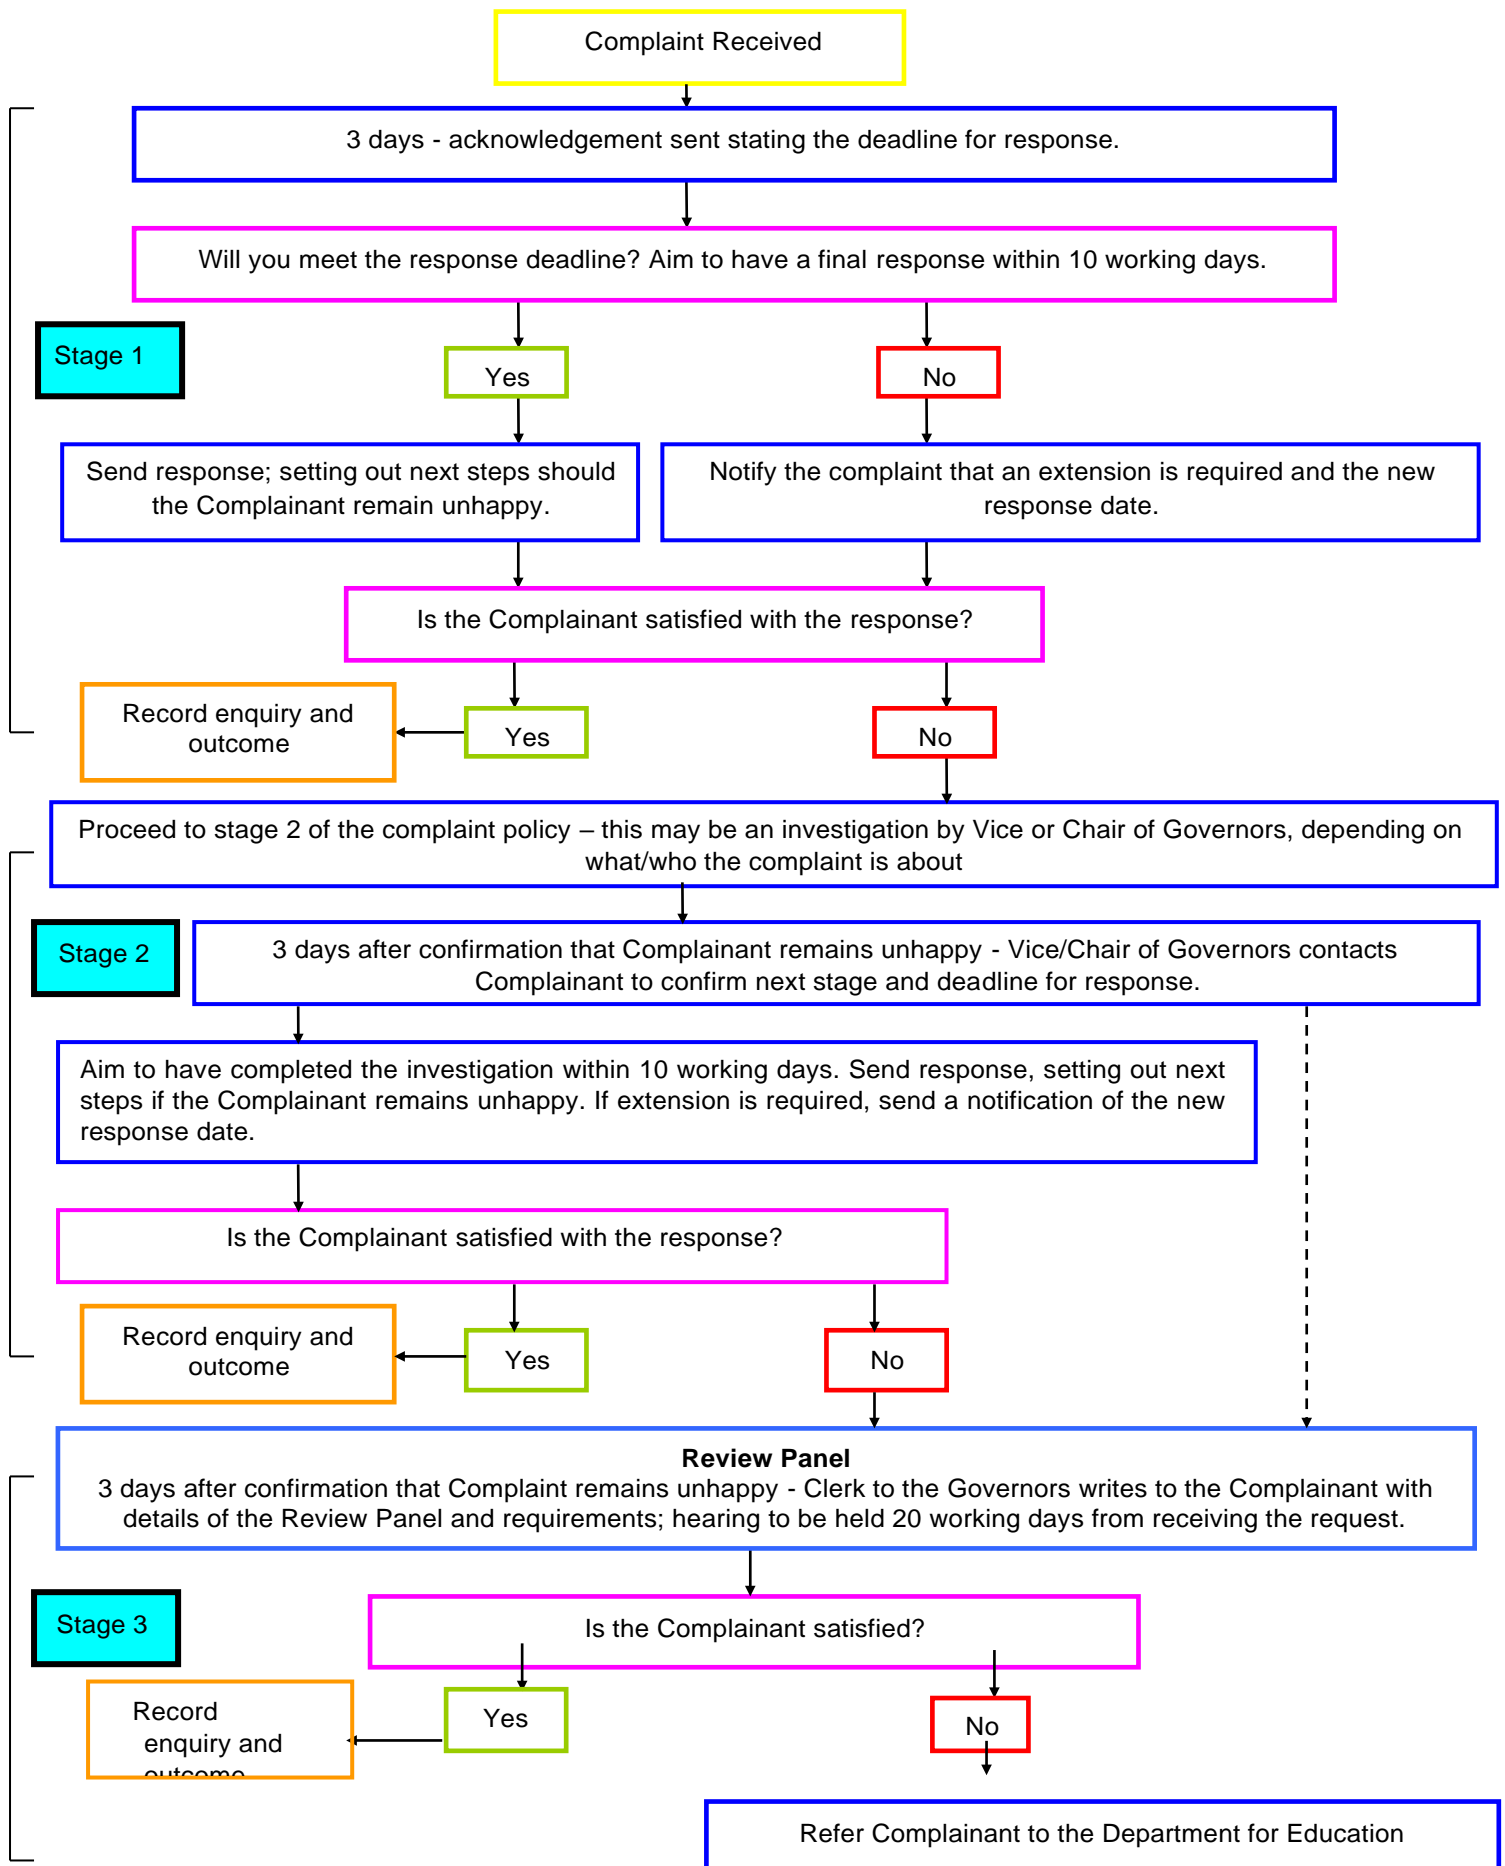 Complaint Received
3 days - acknowledgement sent stating the deadline for response.
Will you meet the response deadline? Aim to have a final response within 10 working days.
Stage 1
Yes
No
Send response; setting out next steps should
the Complainant remain unhappy.
Notify the complaint that an extension is required and the new
response date.
Is the Complainant satisfied with the response?
Record enquiry and
outcome
Yes
No
Proceed to stage 2 of the complaint policy – this may be an investigation by Vice or Chair of Governors, depending on
what/who the complaint is about
Stage 2
3 days after confirmation that Complainant remains unhappy - Vice/Chair of Governors contacts
Complainant to confirm next stage and deadline for response.
Aim to have completed the investigation within 10 working days. Send response, setting out next
steps if the Complainant remains unhappy. If extension is required, send a notification of the new
response date.
Is the Complainant satisfied with the response?
Record enquiry and
outcome
Yes
No
Review Panel
3 days after confirmation that Complaint remains unhappy - Clerk to the Governors writes to the Complainant with
details of the Review Panel and requirements; hearing to be held 20 working days from receiving the request.
Stage 3
Is the Complainant satisfied?
Record
enquiry and
outcome
Yes
No
Refer Complainant to the Department for Education